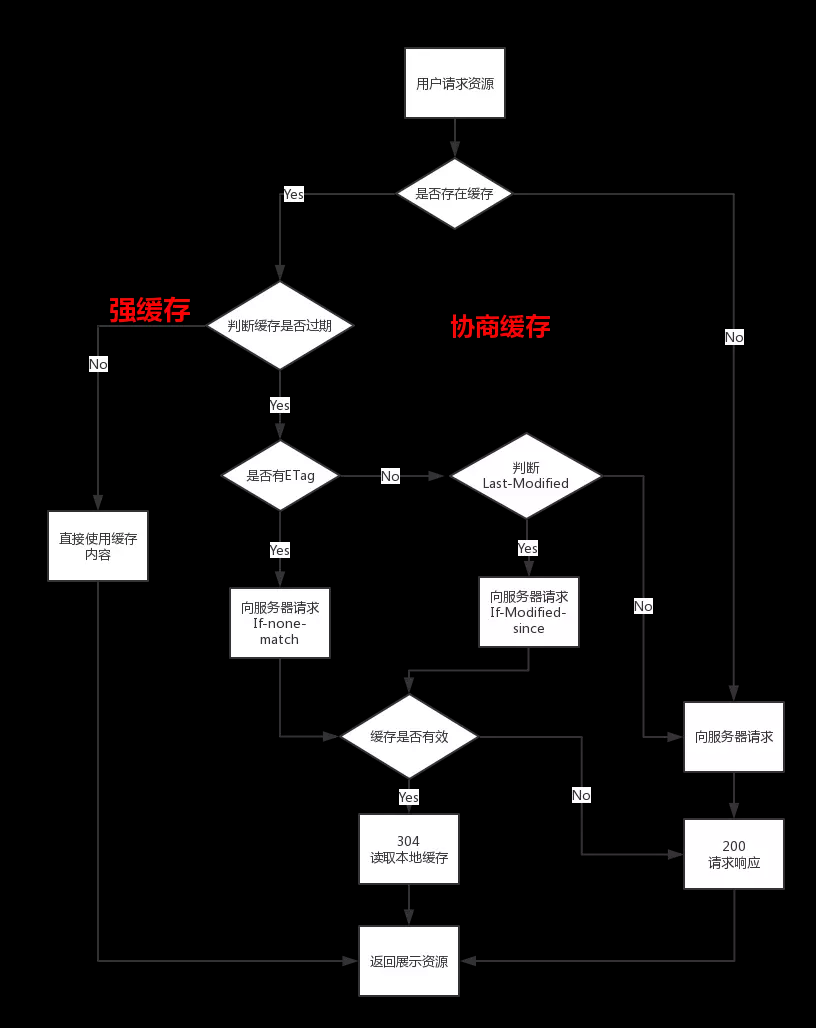 用户请求资源
是否存在缓存
Yes
强缓存
判断缓存是否过期
协商缓存
No
No
Yes
是否有ETag
No
判断
Last-Modified
直接使用缓存
内容
Yes
Yes
向服务器请求
If-none-
match
向服务器请求
If-Modified-
since
No
缓存是否有效
向服务器请求
Yes
No
304
读取本地缓存
200
请求响应
返回展示资源